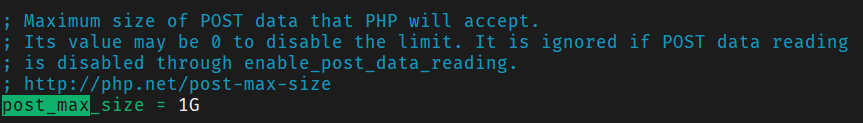 ; Maximum size of POST data that PHP will accept.
; Its value may be 0 to disable the limit. It is ignored if POST data reading
; is disabled through enable_post_data_reading.
; http://php.net/post-max-size
post_max_size = 1G